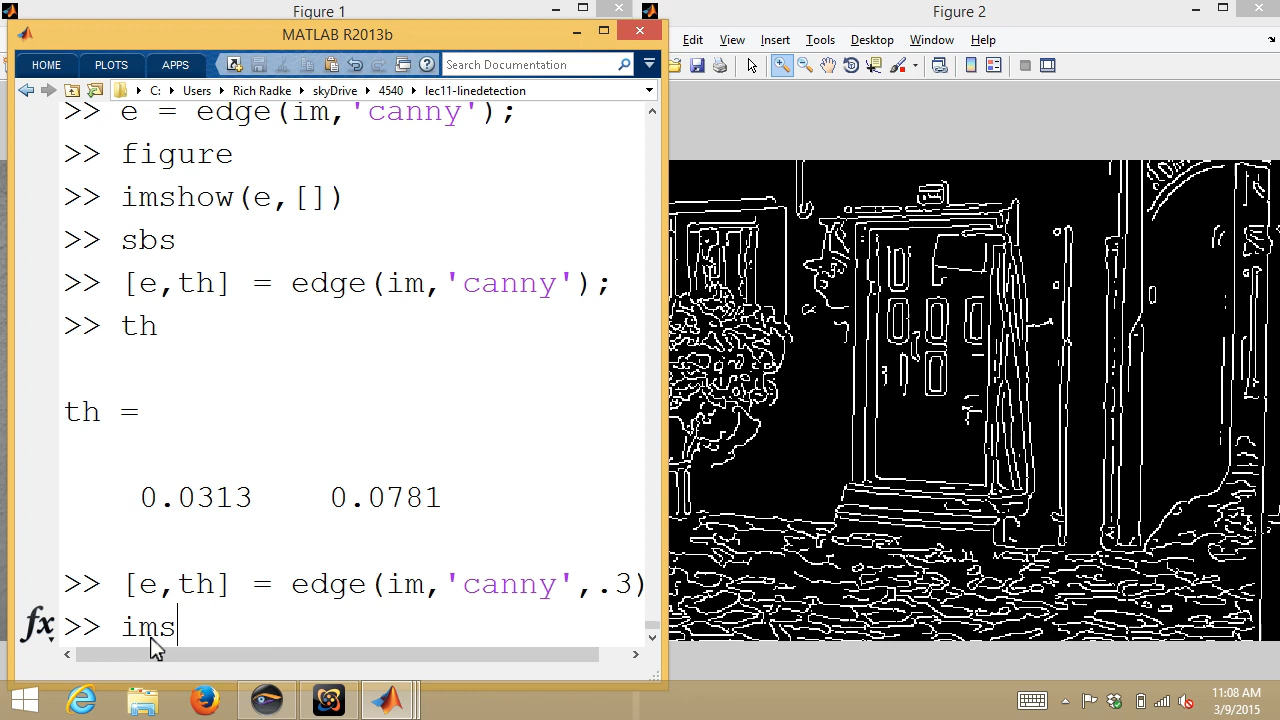 Figure 1
Figure 2
MATLAB R2013b
Edit View Insert Tools Desktop Window Help
HOME PLOTS APPS Search Documentation
C: Users Rich Radke skyDrive 4540 lec11-linedetection
>> e = edge(im,'canny');
>> figure
>> imshow(e,[])
>> sbs
>> [e,th] = edge(im,'canny');
>> th
th =
0.0313 0.0781
>> [e,th] = edge(im,'canny',.3)
fx >> ims
11:08 AM
3/9/2015